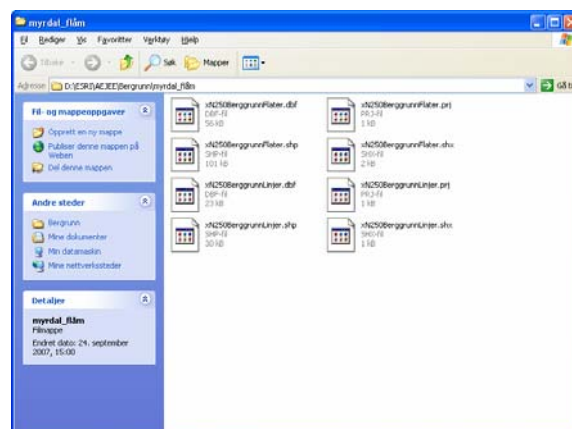 myrdal_flåm
Fil Rediger Vis Favoritter Verktøy Hjelp
Tilbake Søk Mapper
Adresse D:\ESRI\AEJEE\Bergrunn\myrdal_flåm Gå til
Fil- og mappeoppgaver
Opprett en ny mappe
Publiser denne mappen på
Weben
Del denne mappen
Andre steder
Bergrunn
Mine dokumenter
Min datamaskin
Mine nettverkssteder
Detaljer
myrdal_flåm
Filmappe
Endret dato: 24. september
2007, 15:00
xN250BerggrunnFlater.dbf
DBF-fil
56 kB
xN250BerggrunnFlater.prj
PRJ-fil
1 kB
xN250BerggrunnFlater.shp
SHP-fil
101 kB
xN250BerggrunnFlater.shx
SHX-fil
2 kB
xN250BerggrunnLinjer.dbf
DBF-fil
23 kB
xN250BerggrunnLinjer.prj
PRJ-fil
1 kB
xN250BerggrunnLinjer.shp
SHP-fil
30 kB
xN250BerggrunnLinjer.shx
SHX-fil
1 kB